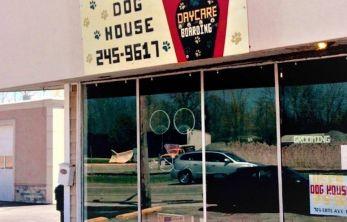 DOG
HOUSE
245-9617
DAYCARE
BOARDING
GROOMING
DOG HOUSE